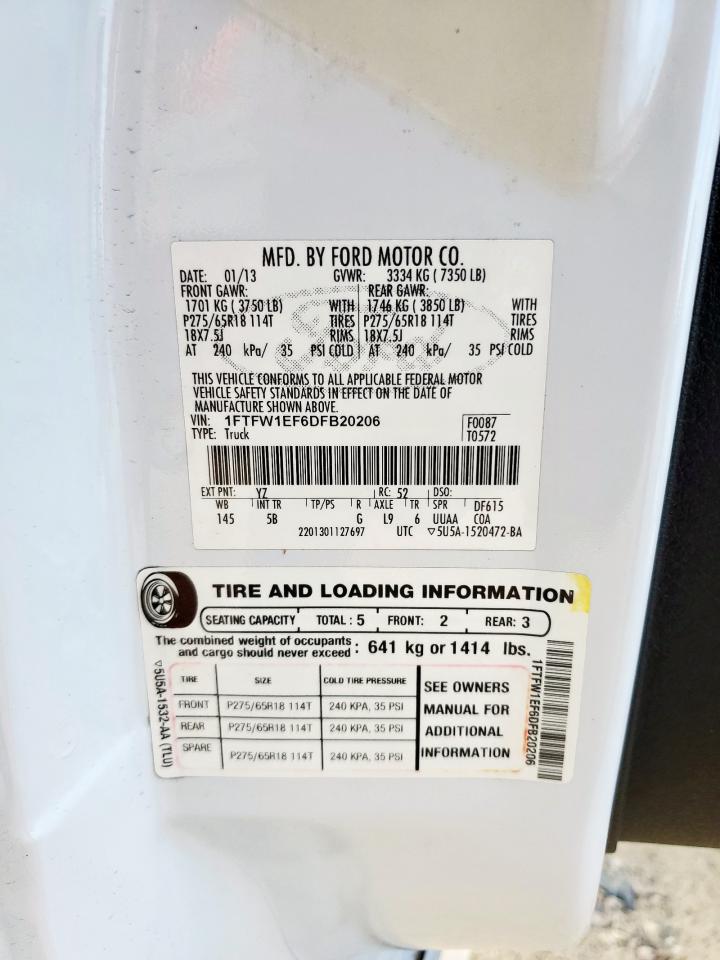 MFD. BY FORD MOTOR CO.
DATE: 01/13 GVWR: 3334 KG ( 7350 LB)
FRONT GAWR: REAR GAWR:
1701 KG ( 3750 LB) WITH 1746 KG ( 3850 LB) WITH
P275/65R18 114T TIRES P275/65R18 114T TIRES
18X7.5J RIMS 18X7.5J RIMS
AT 240 kPa/ 35 PSI COLD AT 240 kPa/ 35 PSI COLD
THIS VEHICLE CONFORMS TO ALL APPLICABLE FEDERAL MOTOR
VEHICLE SAFETY STANDARDS IN EFFECT ON THE DATE OF
MANUFACTURE SHOWN ABOVE.
VIN: 1FTFW1EF6DFB20206 F0087
TYPE: Truck T0572
EXT PNT: YZ RC: 52 DSO:
WB INT TR TP/PS R AXLE TR SPR DF615
145 5B G L9 6 UUAA COA
2201301127697 UTC ▽5U5A-1520472-BA
TIRE AND LOADING INFORMATION
SEATING CAPACITY TOTAL : 5 FRONT: 2 REAR: 3
The combined weight of occupants
and cargo should never exceed : 641 kg or 1414 lbs.
TIRE SIZE COLD TIRE PRESSURE
FRONT P275/65R18 114T 240 KPA, 35 PSI
REAR P275/65R18 114T 240 KPA, 35 PSI
SPARE P275/65R18 114T 240 KPA, 35 PSI
SEE OWNERS
MANUAL FOR
ADDITIONAL
INFORMATION
▽5U5A-1532-AA (TLU)
1FTFW1EF6DFB20206